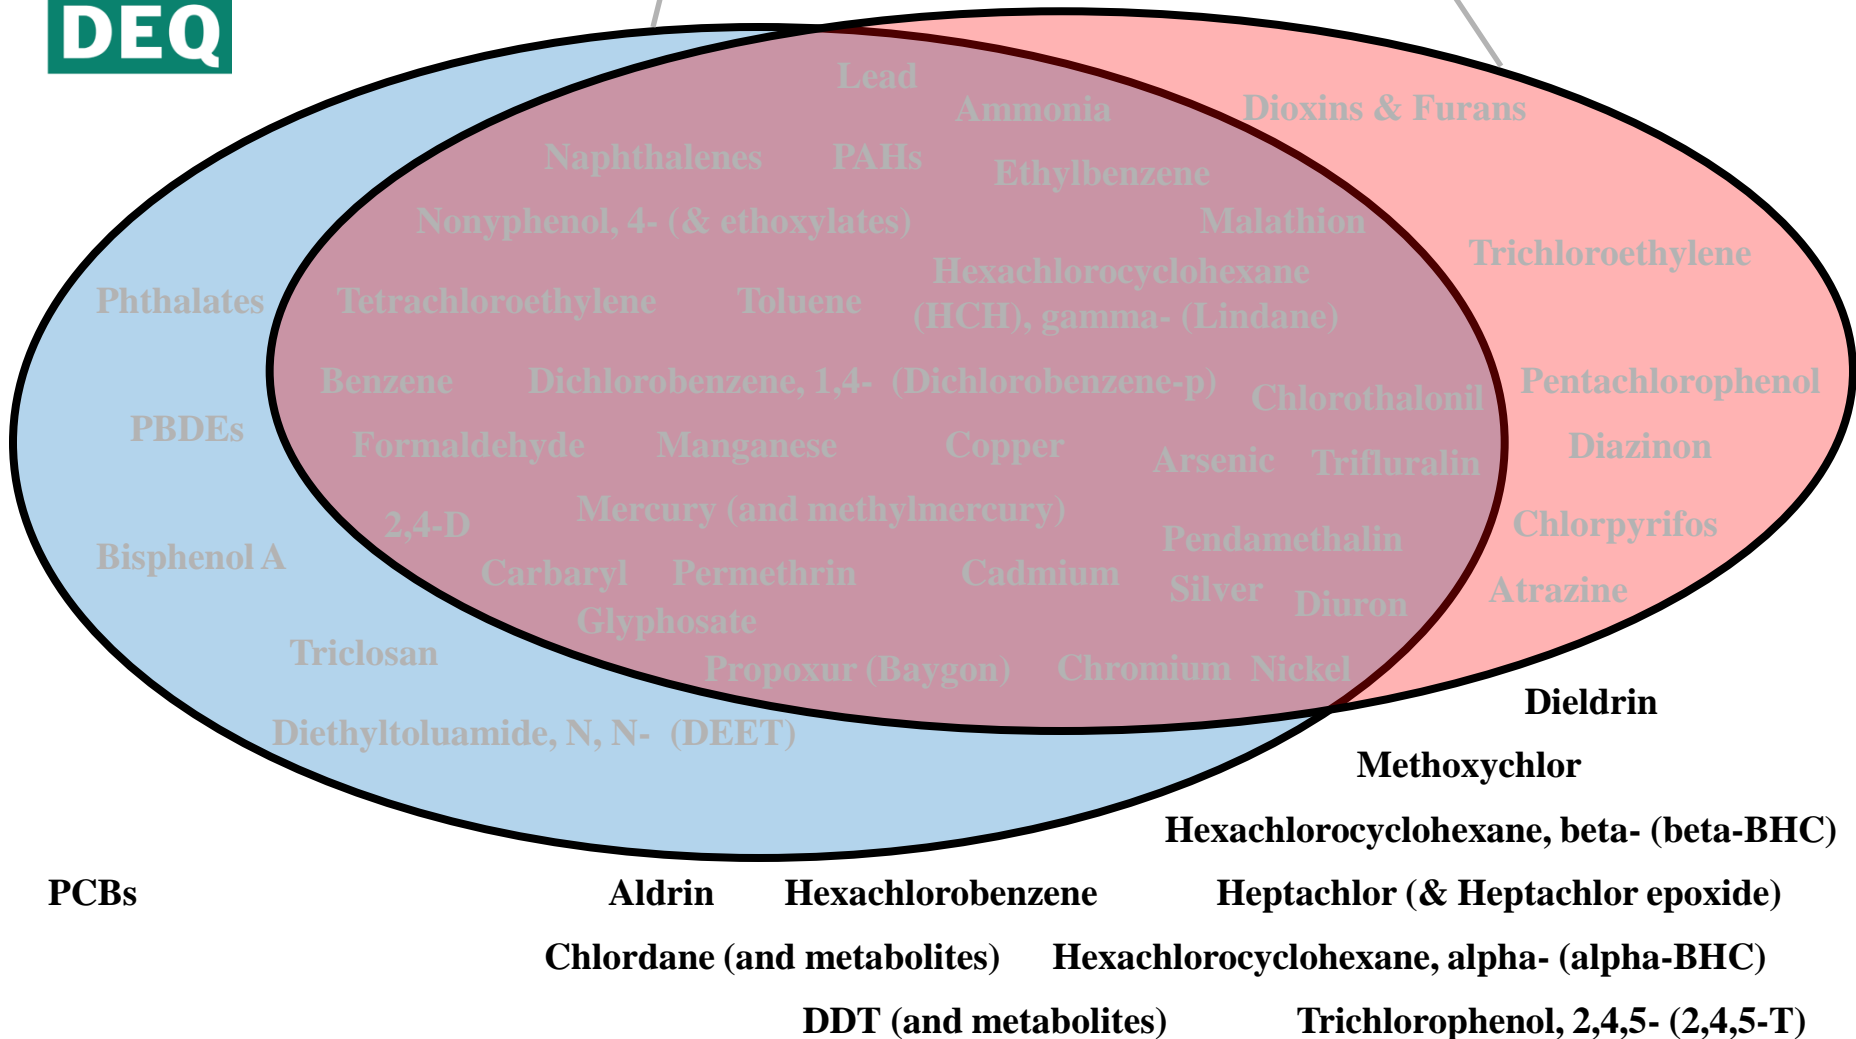 DEQ
Lead
Ammonia
Dioxins & Furans
Naphthalenes
PAHs
Ethylbenzene
Nonyphenol, 4- (& ethoxylates)
Malathion
Trichloroethylene
Hexachlorocyclohexane
(HCH), gamma- (Lindane)
Phthalates
Tetrachloroethylene
Toluene
Benzene
Dichlorobenzene, 1,4- (Dichlorobenzene-p)
Chlorothalonil
Pentachlorophenol
PBDEs
Formaldehyde
Manganese
Copper
Arsenic
Trifluralin
Diazinon
Mercury (and methylmercury)
2,4-D
Pendamethalin
Chlorpyrifos
Bisphenol A
Carbaryl
Permethrin
Cadmium
Silver
Diuron
Atrazine
Glyphosate
Triclosan
Propoxur (Baygon)
Chromium
Nickel
Dieldrin
Diethyltoluamide, N, N- (DEET)
Methoxychlor
Hexachlorocyclohexane, beta- (beta-BHC)
PCBs
Aldrin
Hexachlorobenzene
Heptachlor (& Heptachlor epoxide)
Chlordane (and metabolites)
Hexachlorocyclohexane, alpha- (alpha-BHC)
DDT (and metabolites)
Trichlorophenol, 2,4,5- (2,4,5-T)